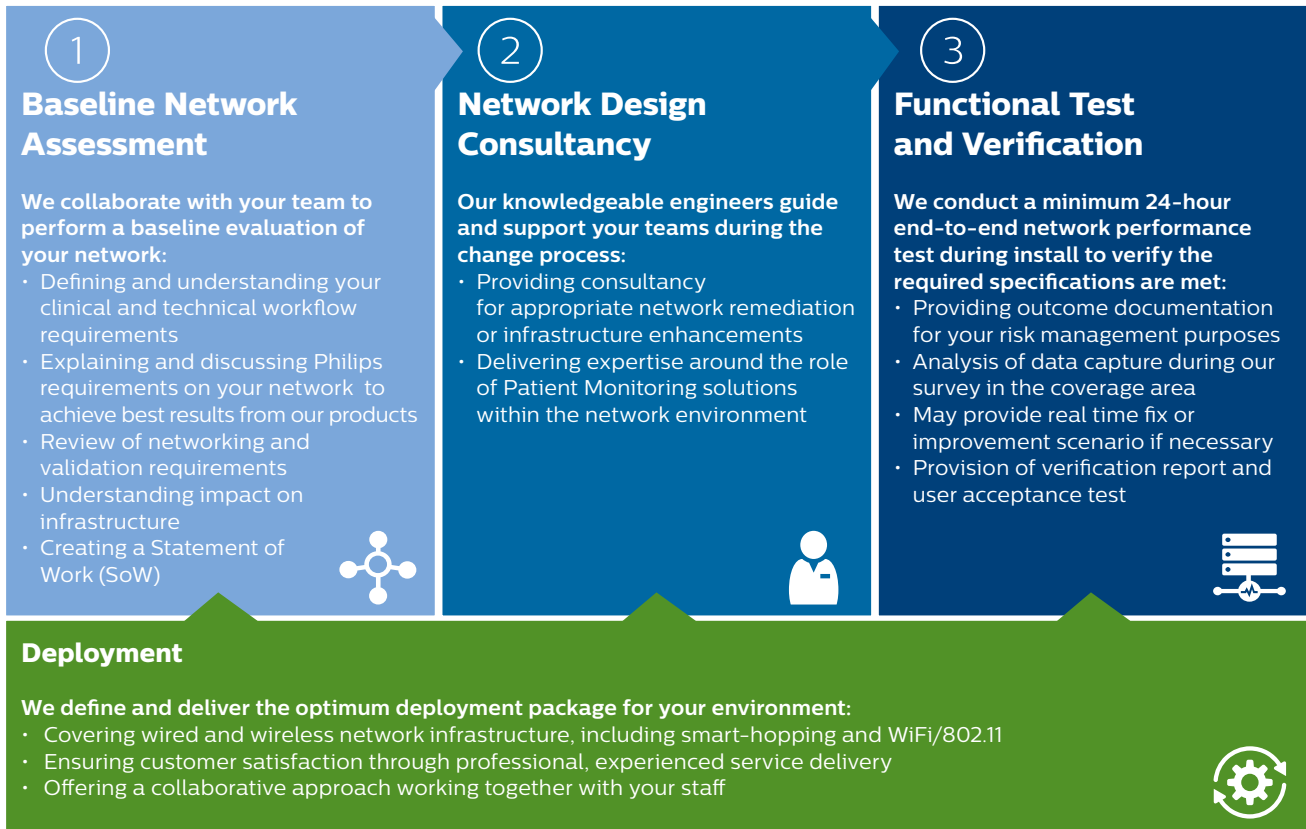 1
Baseline Network
Assessment
We collaborate with your team to
perform a baseline evaluation of
your network:
· Defining and understanding your
clinical and technical workflow
requirements
· Explaining and discussing Philips
requirements on your network to
achieve best results from our products
· Review of networking and
validation requirements
· Understanding impact on
infrastructure
· Creating a Statement of
Work (SoW)
2
Network Design
Consultancy
Our knowledgeable engineers guide
and support your teams during the
change process:
· Providing consultancy
for appropriate network remediation
or infrastructure enhancements
· Delivering expertise around the role
of Patient Monitoring solutions
within the network environment
3
Functional Test
and Verification
We conduct a minimum 24-hour
end-to-end network performance
test during install to verify the
required specifications are met:
· Providing outcome documentation
for your risk management purposes
· Analysis of data capture during our
survey in the coverage area
· May provide real time fix or
improvement scenario if necessary
· Provision of verification report and
user acceptance test
Deployment
We define and deliver the optimum deployment package for your environment:
· Covering wired and wireless network infrastructure, including smart-hopping and WiFi/802.11
· Ensuring customer satisfaction through professional, experienced service delivery
· Offering a collaborative approach working together with your staff